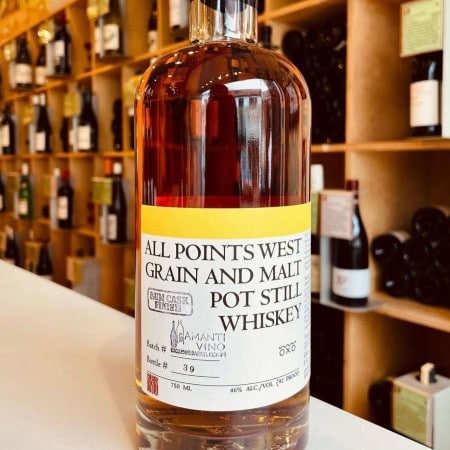 ALL POINTS WEST
GRAIN AND MALT
POT STILL
WHISKEY
RUM CASK
FINISH
AMANTI
VINO
Batch #
Bottle #
39
750 ML
46% ALC./VOL (92 PROOF)